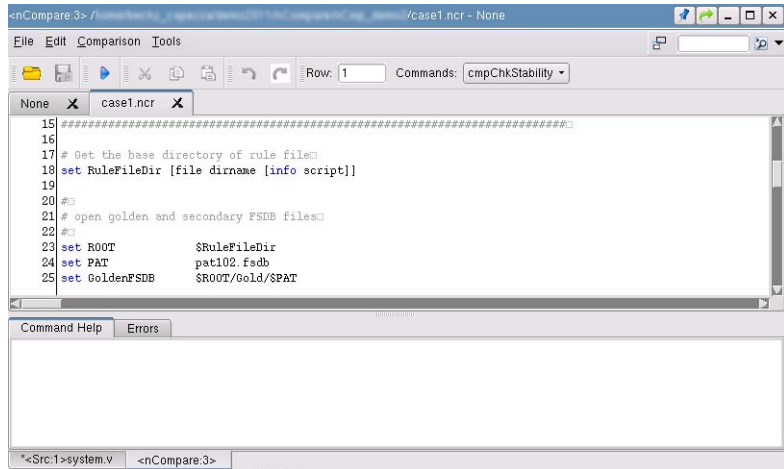 <nCompare:3> / /case1.ncr - None
File Edit Comparison Tools
Row: 1 Commands: cmpChkStability
None case1.ncr
15 ############################################################################
16
17 # Get the base directory of rule file
18 set RuleFileDir [file dirname [info script]]
19
20 #
21 # open golden and secondary FSDB files
22 #
23 set ROOT $RuleFileDir
24 set PAT pat102.fsdb
25 set GoldenFSDB $ROOT/Gold/$PAT
Command Help Errors
*<Src:1>system.v <nCompare:3>